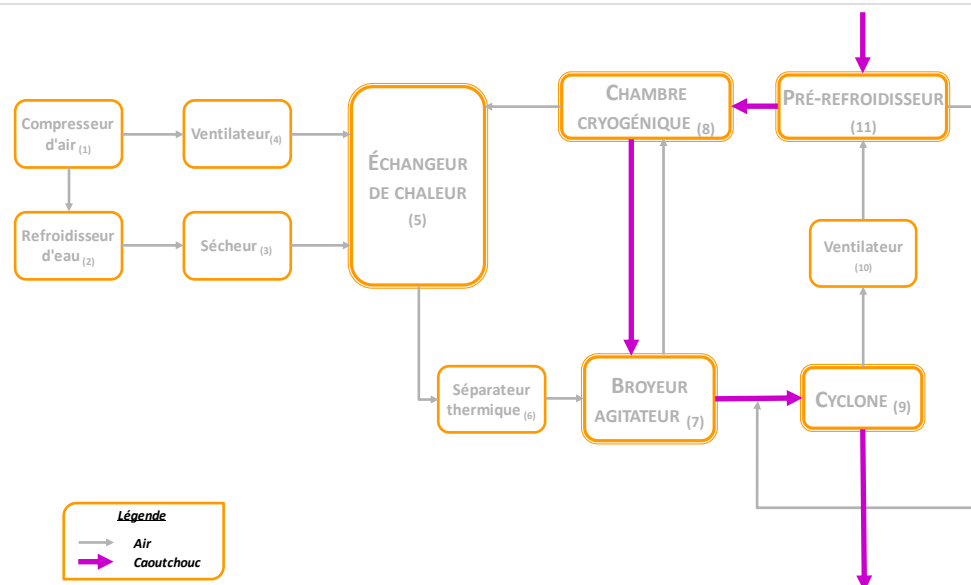 Compresseur
d'air (1)
Ventilateur (4)
Refroidisseur
d'eau (2)
Sécheur (3)
ÉCHANGEUR
DE CHALEUR
(5)
CHAMBRE
CRYOGÉNIQUE (8)
PRÉ-REFROIDISSEUR
(11)
Ventilateur
(10)
Séparateur
thermique (6)
BROYEUR
AGITATEUR (7)
CYCLONE (9)
Légende
Air
Caoutchouc